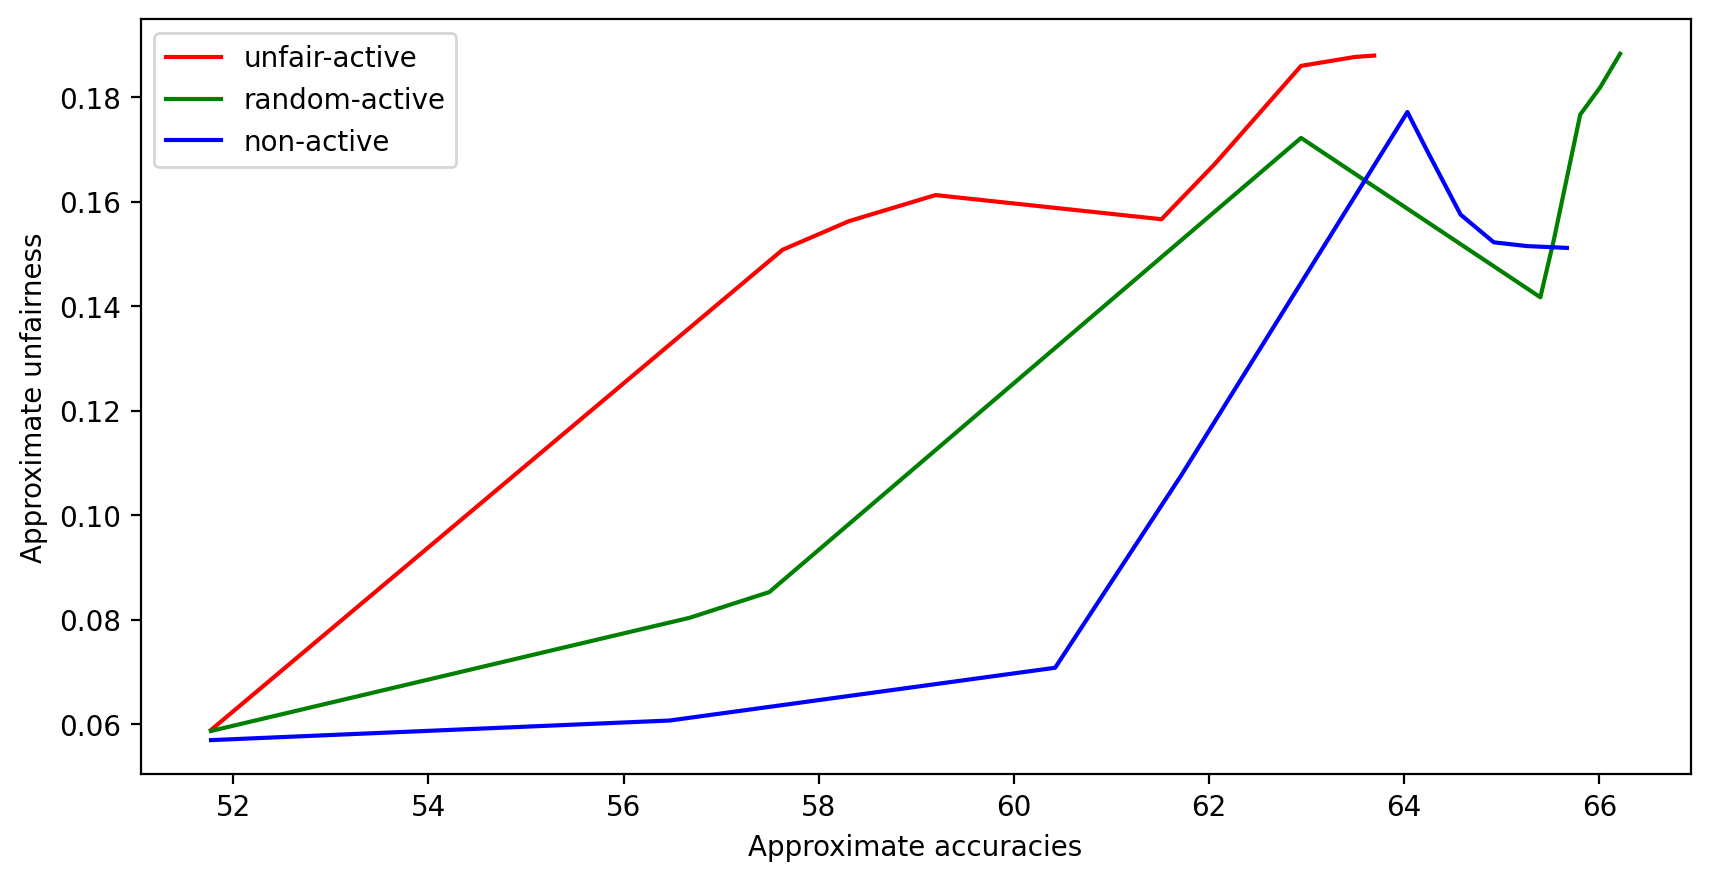 unfair-active
random-active
non-active
0.18
0.16
0.14
0.12
0.10
0.08
0.06
Approximate unfairness
52 54 56 58 60 62 64 66
Approximate accuracies